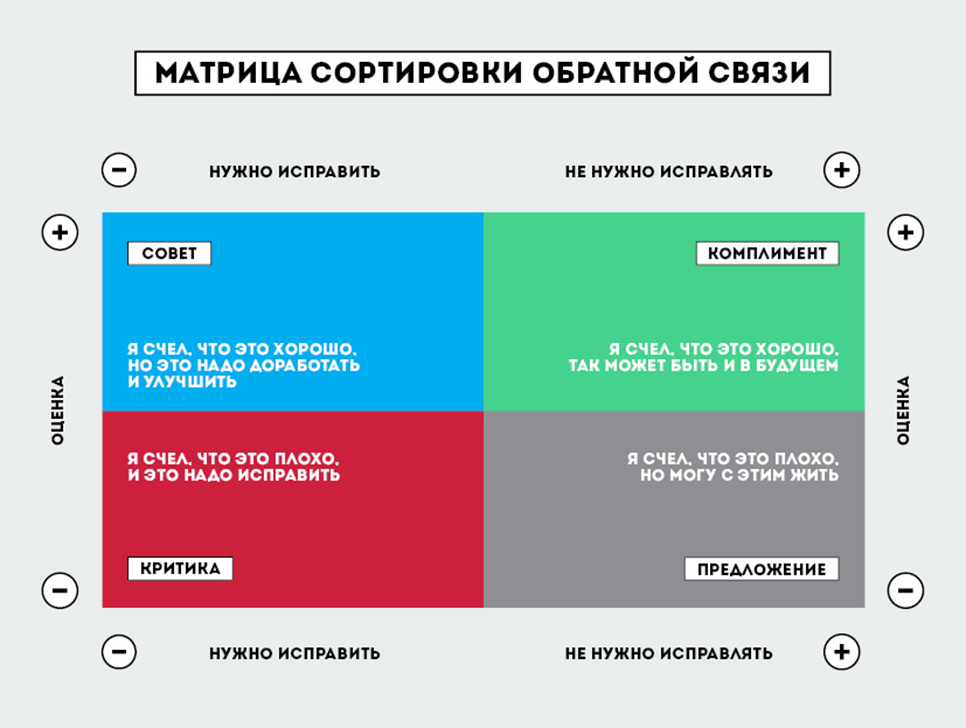 МАТРИЦА СОРТИРОВКИ ОБРАТНОЙ СВЯЗИ
− НУЖНО ИСПРАВИТЬ НЕ НУЖНО ИСПРАВЛЯТЬ +
+ +
СОВЕТ
Я СЧЕЛ, ЧТО ЭТО ХОРОШО,
НО ЭТО НАДО ДОРАБОТАТЬ
И УЛУЧШИТЬ
КОМПЛИМЕНТ
Я СЧЕЛ, ЧТО ЭТО ХОРОШО,
ТАК МОЖЕТ БЫТЬ И В БУДУЩЕМ
ОЦЕНКА
ОЦЕНКА
Я СЧЕЛ, ЧТО ЭТО ПЛОХО,
И ЭТО НАДО ИСПРАВИТЬ
КРИТИКА
Я СЧЕЛ, ЧТО ЭТО ПЛОХО,
НО МОГУ С ЭТИМ ЖИТЬ
ПРЕДЛОЖЕНИЕ
− −
− НУЖНО ИСПРАВИТЬ НЕ НУЖНО ИСПРАВЛЯТЬ +